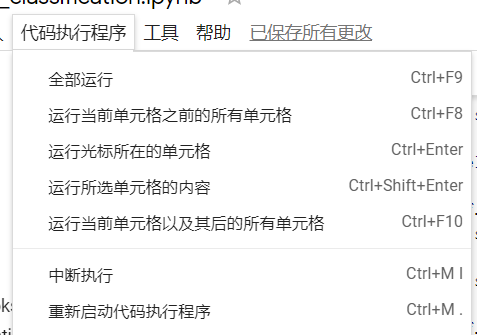 _classification.ipynb
代码执行程序 工具 帮助 已保存所有更改
全部运行 Ctrl+F9
运行当前单元格之前的所有单元格 Ctrl+F8
运行光标所在的单元格 Ctrl+Enter
运行所选单元格的内容 Ctrl+Shift+Enter
运行当前单元格以及其后的所有单元格 Ctrl+F10
中断执行 Ctrl+M I
重新启动代码执行程序 Ctrl+M .